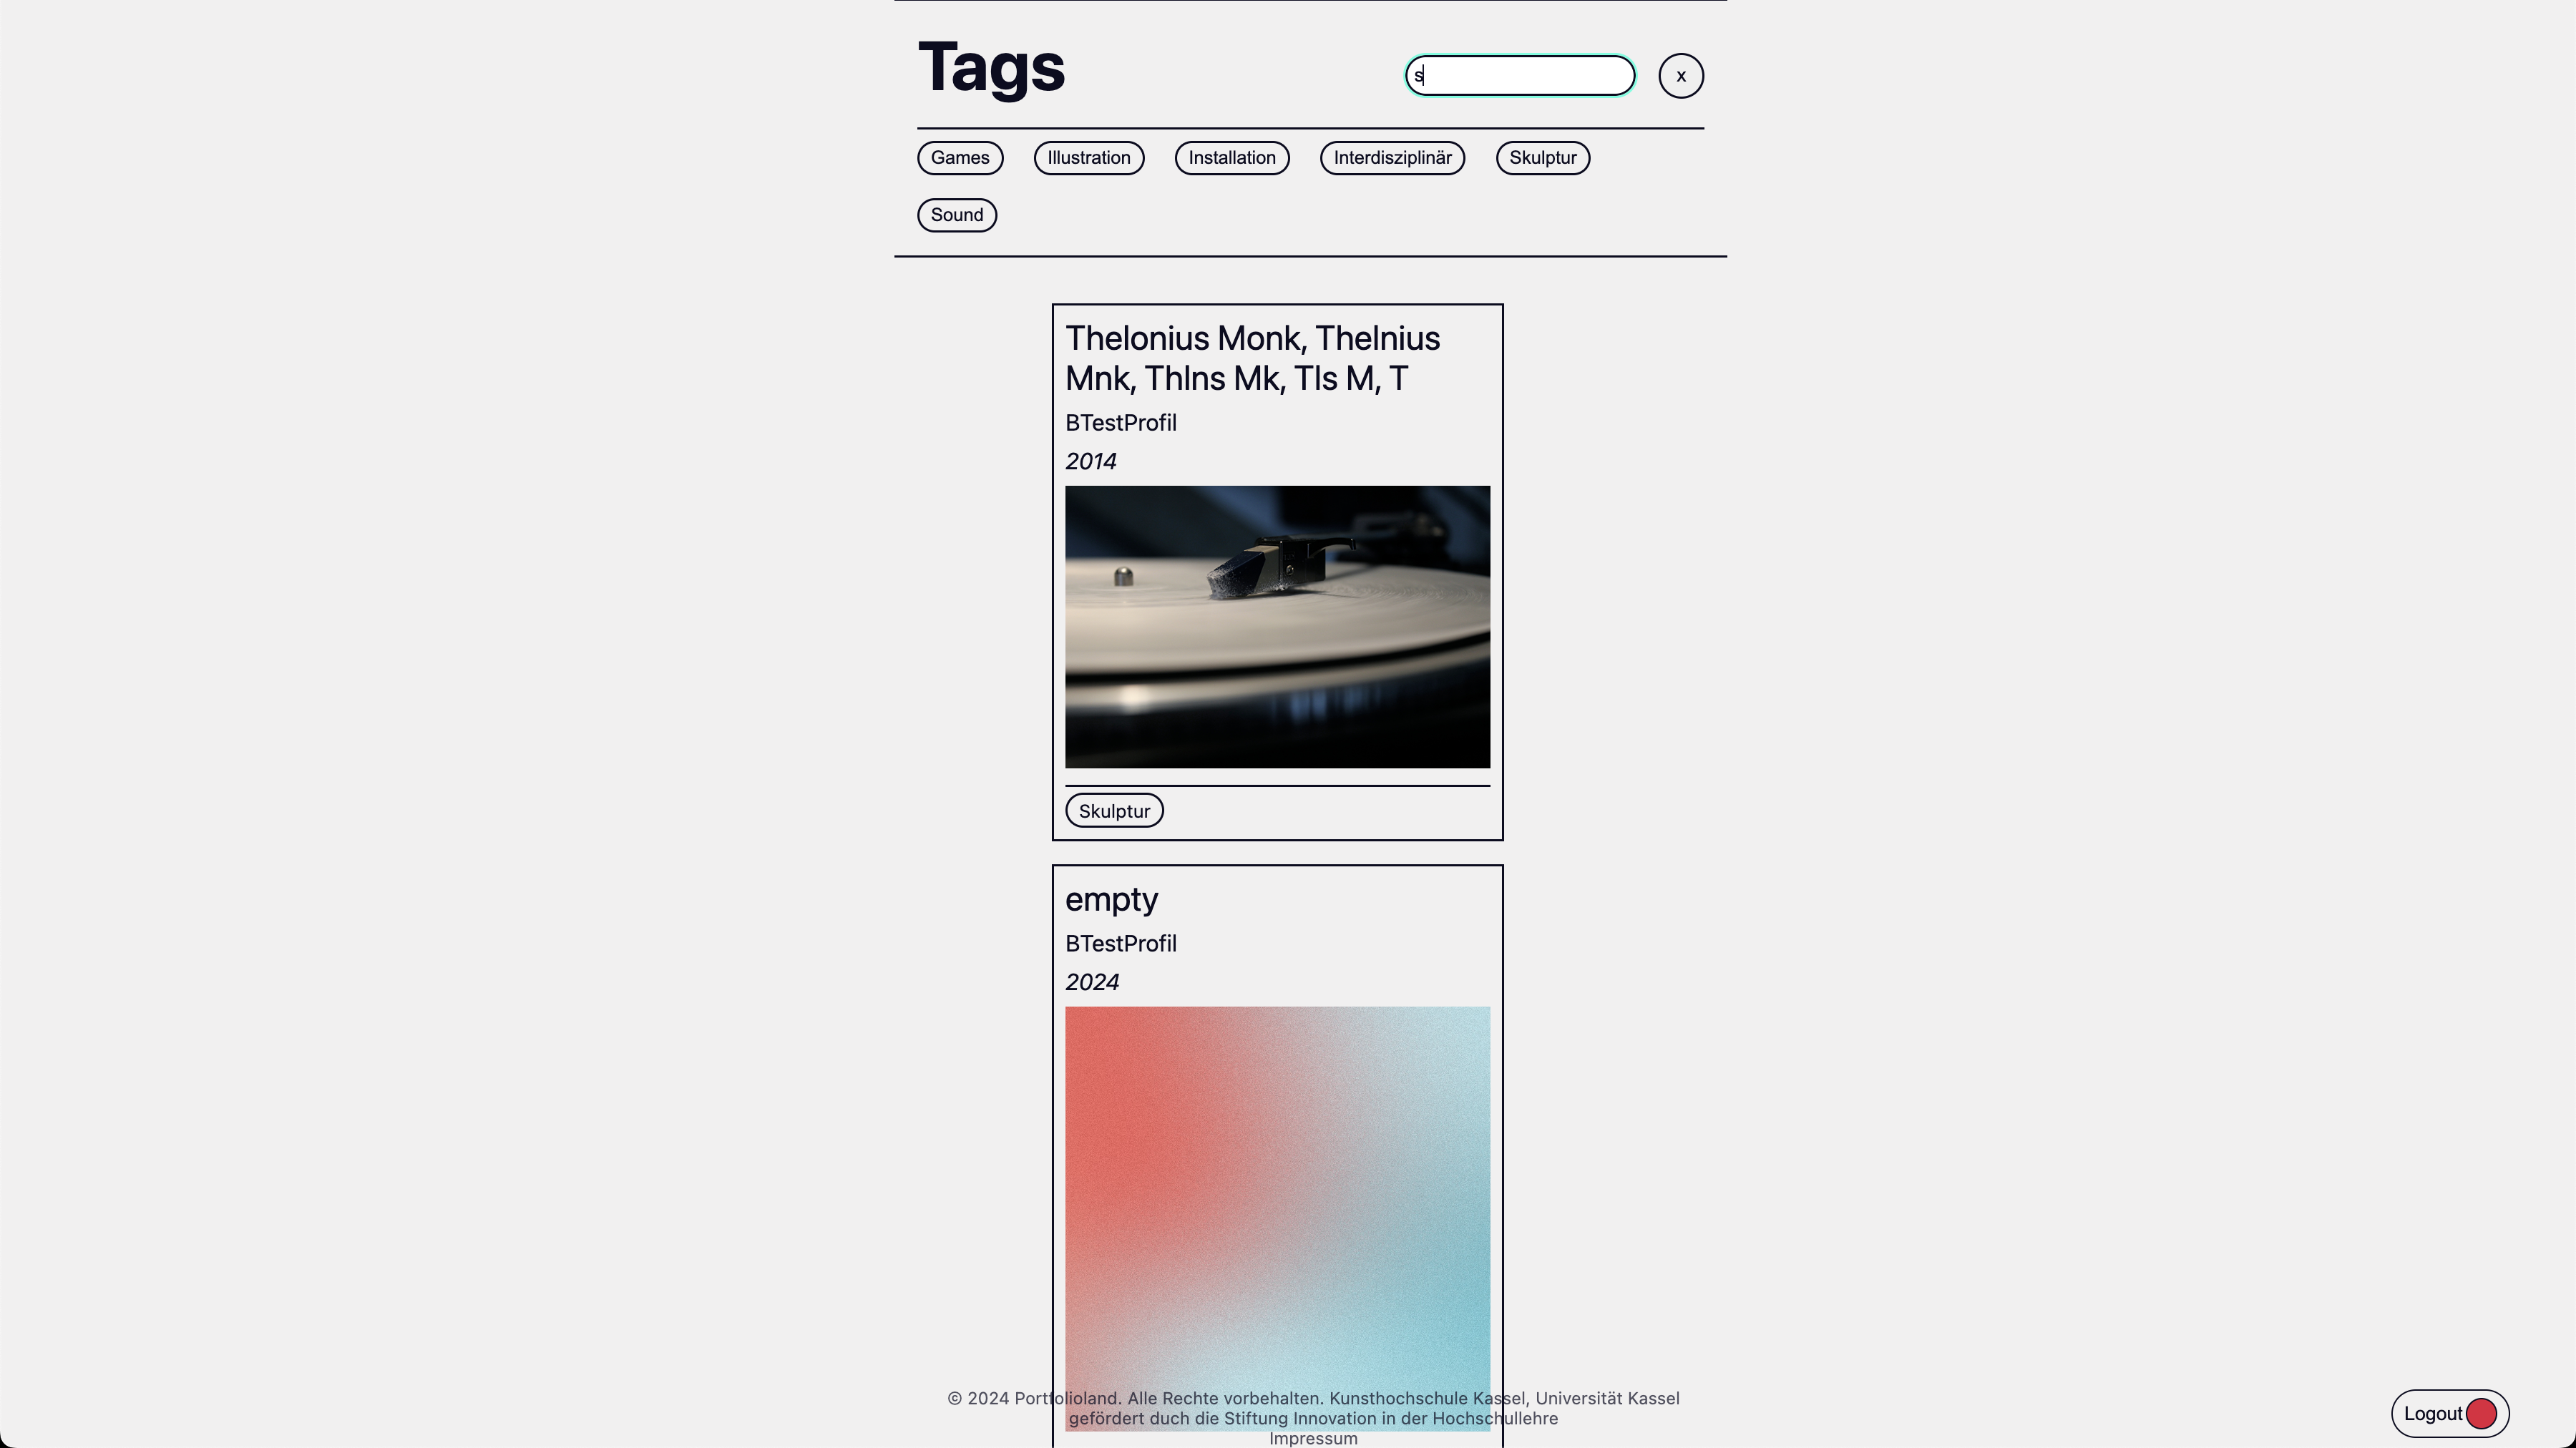 Tags
s
x
Games
Illustration
Installation
Interdisziplinär
Skulptur
Sound
Thelonius Monk, Thelnius
Mnk, Thlns Mk, Tls M, T
BTestProfil
2014
Skulptur
empty
BTestProfil
2024
© 2024 Portfolioland. Alle Rechte vorbehalten. Kunsthochschule Kassel, Universität Kassel
gefördert duch die Stiftung Innovation in der Hochschullehre
Impressum
Logout